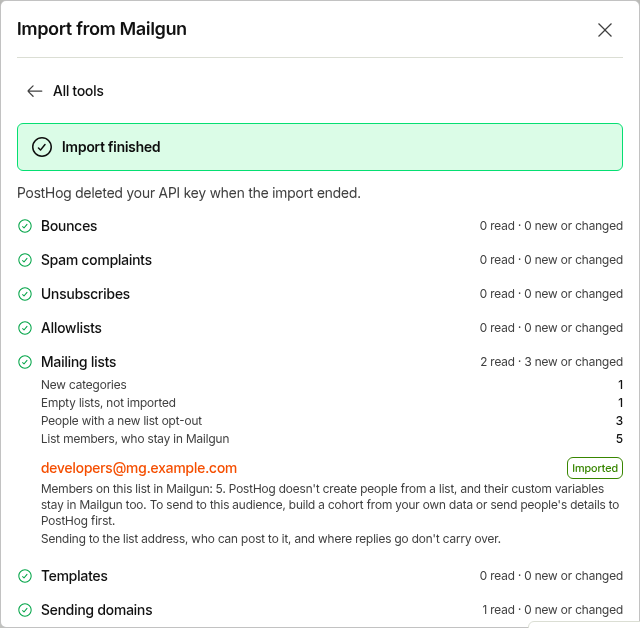 Import from Mailgun
All tools
Import finished
PostHog deleted your API key when the import ended.
Bounces 0 read · 0 new or changed
Spam complaints 0 read · 0 new or changed
Unsubscribes 0 read · 0 new or changed
Allowlists 0 read · 0 new or changed
Mailing lists 2 read · 3 new or changed
New categories 1
Empty lists, not imported 1
People with a new list opt-out 3
List members, who stay in Mailgun 5
developers@mg.example.com Imported
Members on this list in Mailgun: 5. PostHog doesn't create people from a list, and their custom variables
stay in Mailgun too. To send to this audience, build a cohort from your own data or send people's details to
PostHog first.
Sending to the list address, who can post to it, and where replies go don't carry over.
Templates 0 read · 0 new or changed
Sending domains 1 read · 0 new or changed